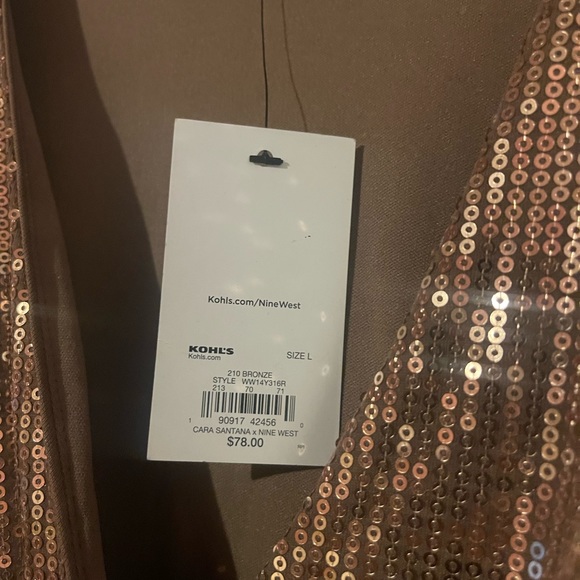 Kohls.com/NineWest
KOHL'S
Kohls.com
SIZE L
210 BRONZE
STYLE WW14Y316R
213 70 71
1 90917 42456 0
CARA SANTANA x NINE WEST
$78.00